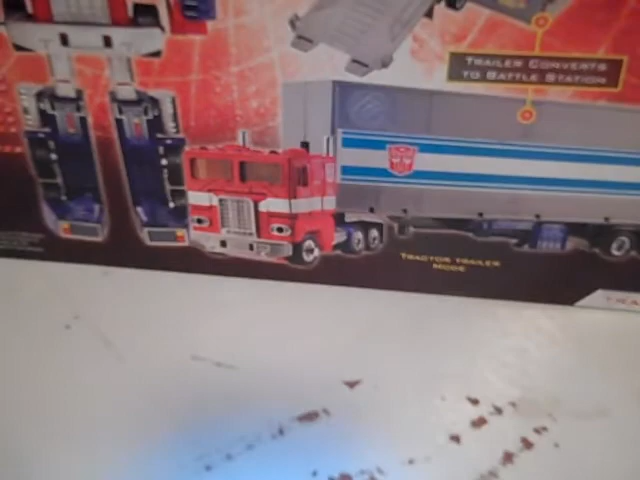 TRAILER CONVERTS
TO BATTLE STATION
TRACTOR TRAILER
MODE